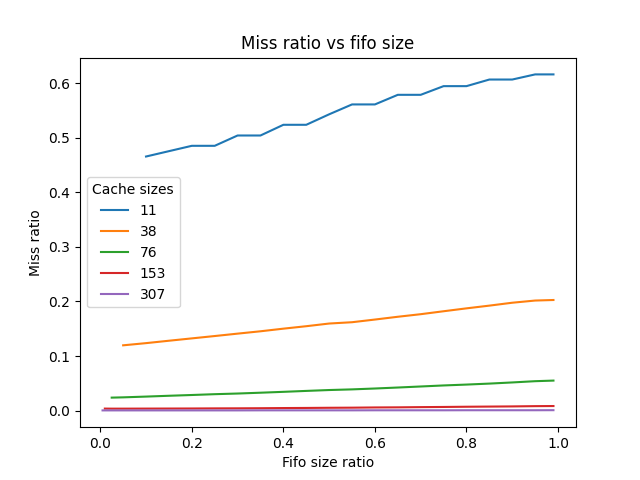 Miss ratio vs fifo size
0.6
0.5
0.4
0.3
0.2
0.1
0.0
Miss ratio
Cache sizes
11
38
76
153
307
0.0 0.2 0.4 0.6 0.8 1.0
Fifo size ratio